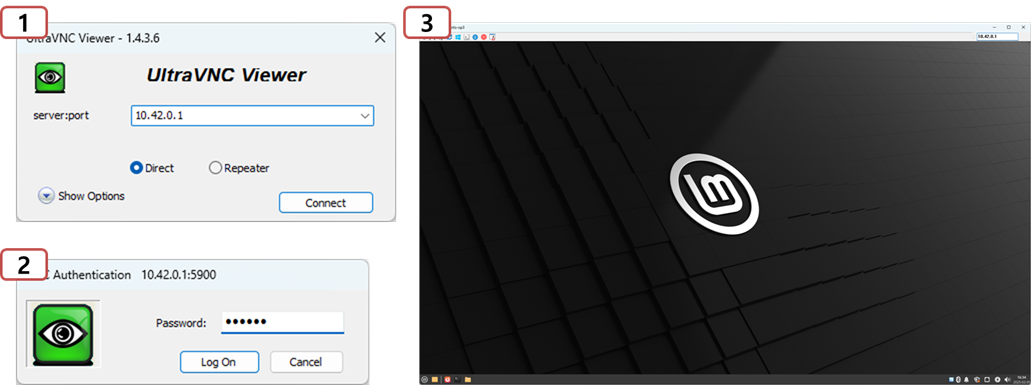 1
UltraVNC Viewer - 1.4.3.6
UltraVNC Viewer
server:port
10.42.0.1
Direct
Repeater
Show Options
Connect
2
Authentication 10.42.0.1:5900
Password:
••••••
Log On
Cancel
3
10.42.0.1